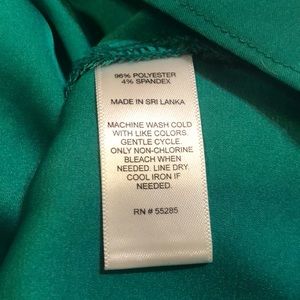 96% POLYESTER
4% SPANDEX
MADE IN SRI LANKA
MACHINE WASH COLD
WITH LIKE COLORS.
GENTLE CYCLE.
ONLY NON-CHLORINE
BLEACH WHEN
NEEDED. LINE DRY.
COOL IRON IF
NEEDED.
RN # 55285